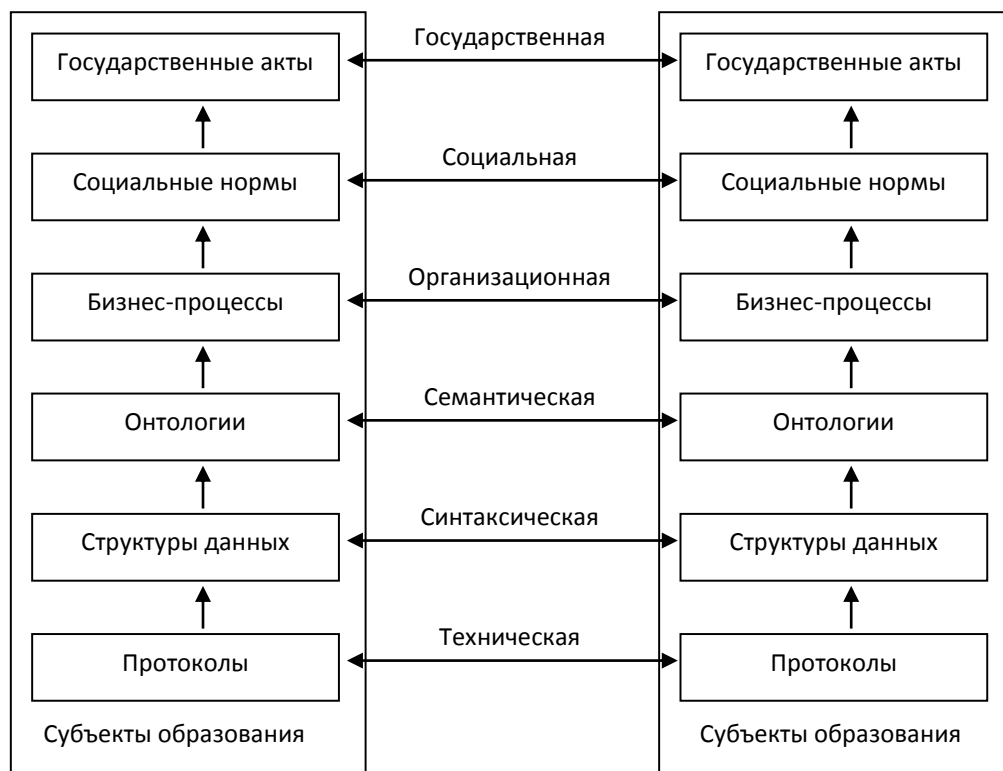 Государственная
Государственные акты
Государственные акты
Социальная
Социальные нормы
Социальные нормы
Организационная
Бизнес-процессы
Бизнес-процессы
Семантическая
Онтологии
Онтологии
Синтаксическая
Структуры данных
Структуры данных
Техническая
Протоколы
Протоколы
Субъекты образования
Субъекты образования